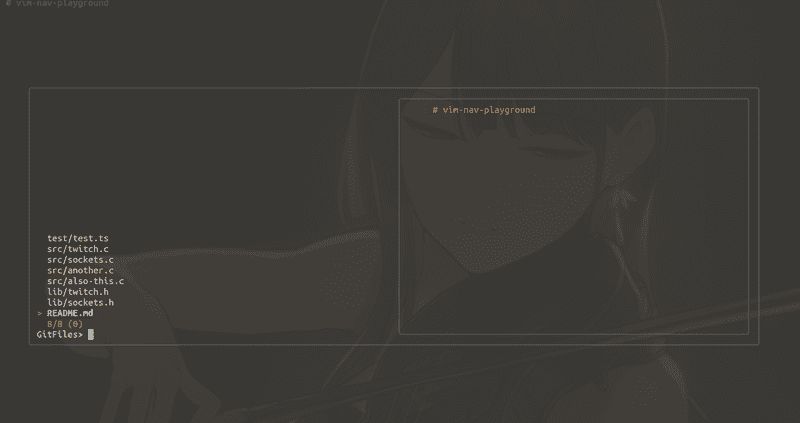 # vim-nav-playground
# vim-nav-playground
test/test.ts
src/twitch.c
src/sockets.c
src/another.c
src/also-this.c
lib/twitch.h
lib/sockets.h
> README.md
8/8 (0)
GitFiles>